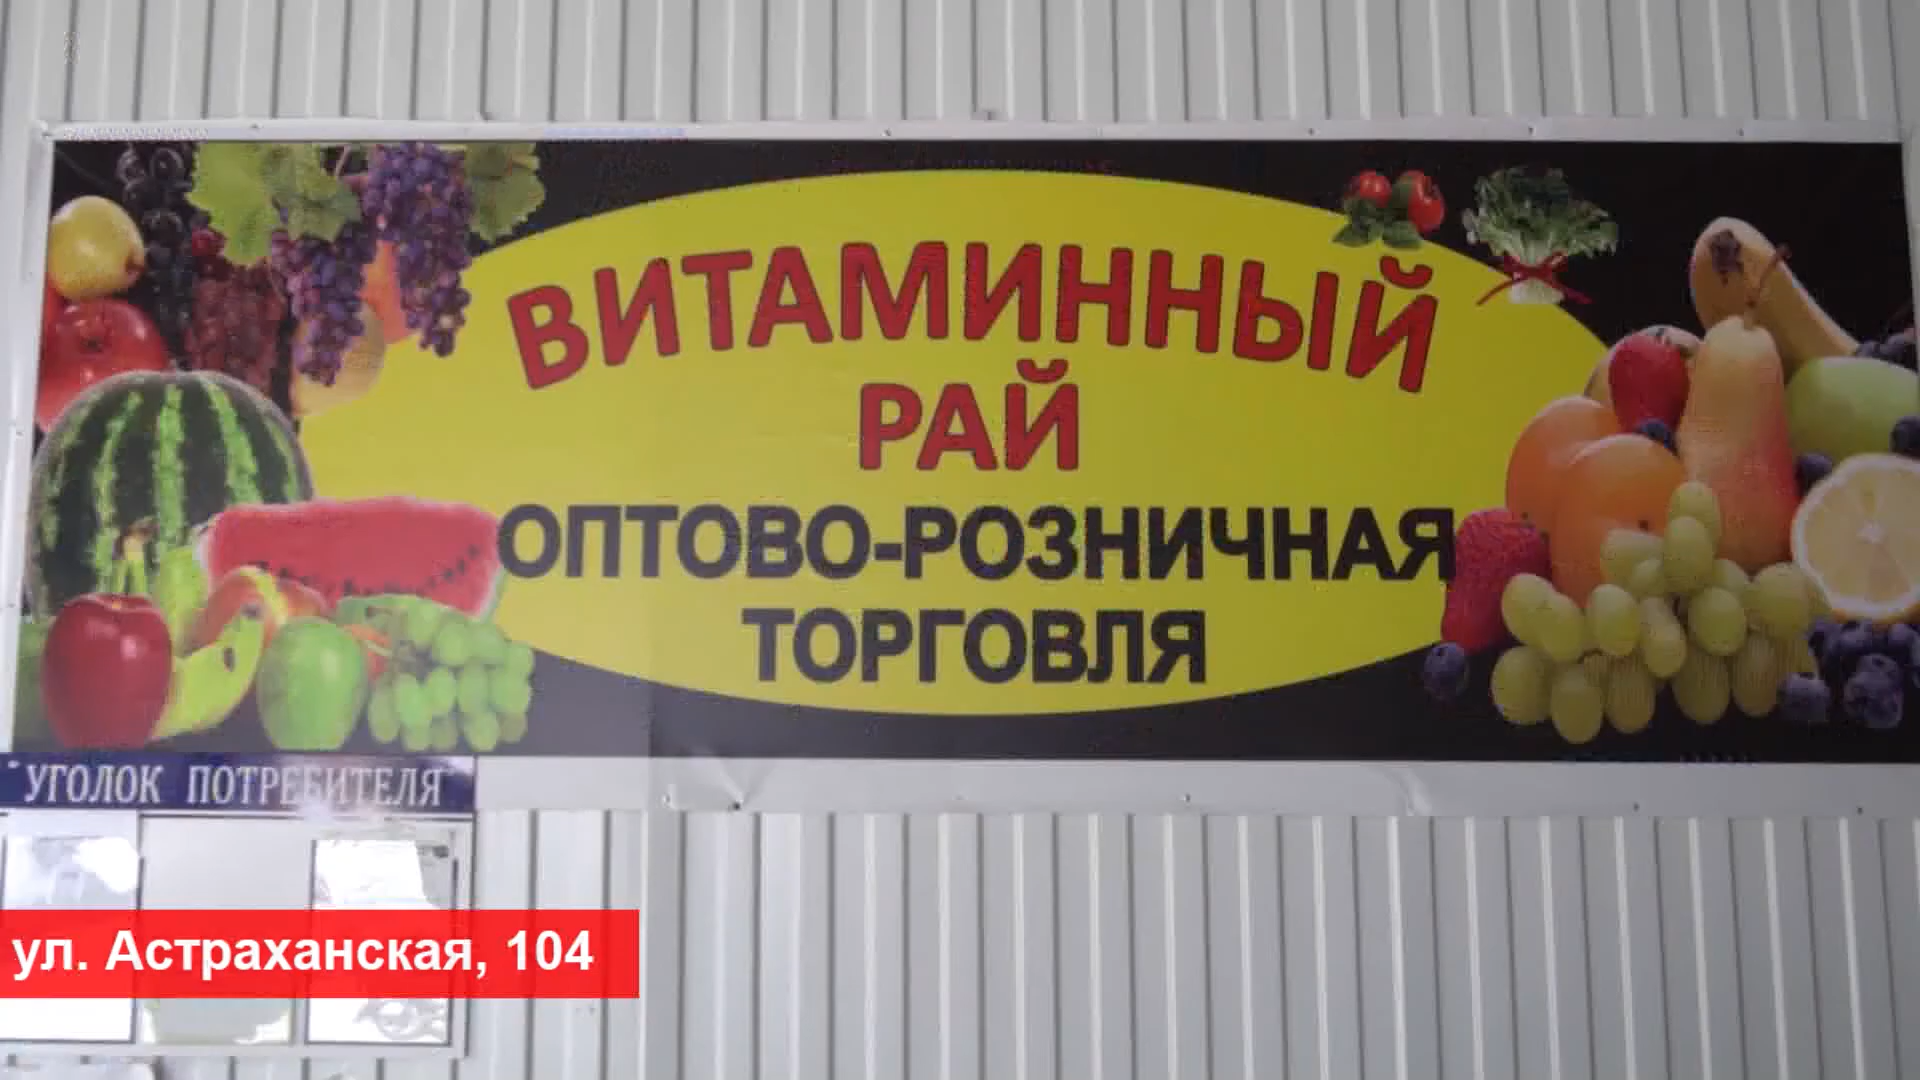 ВИТАМИННЫЙ
РАЙ
ОПТОВО-РОЗНИЧНАЯ
ТОРГОВЛЯ
"УГОЛОК ПОТРЕБИТЕЛЯ"
ул. Астраханская, 104